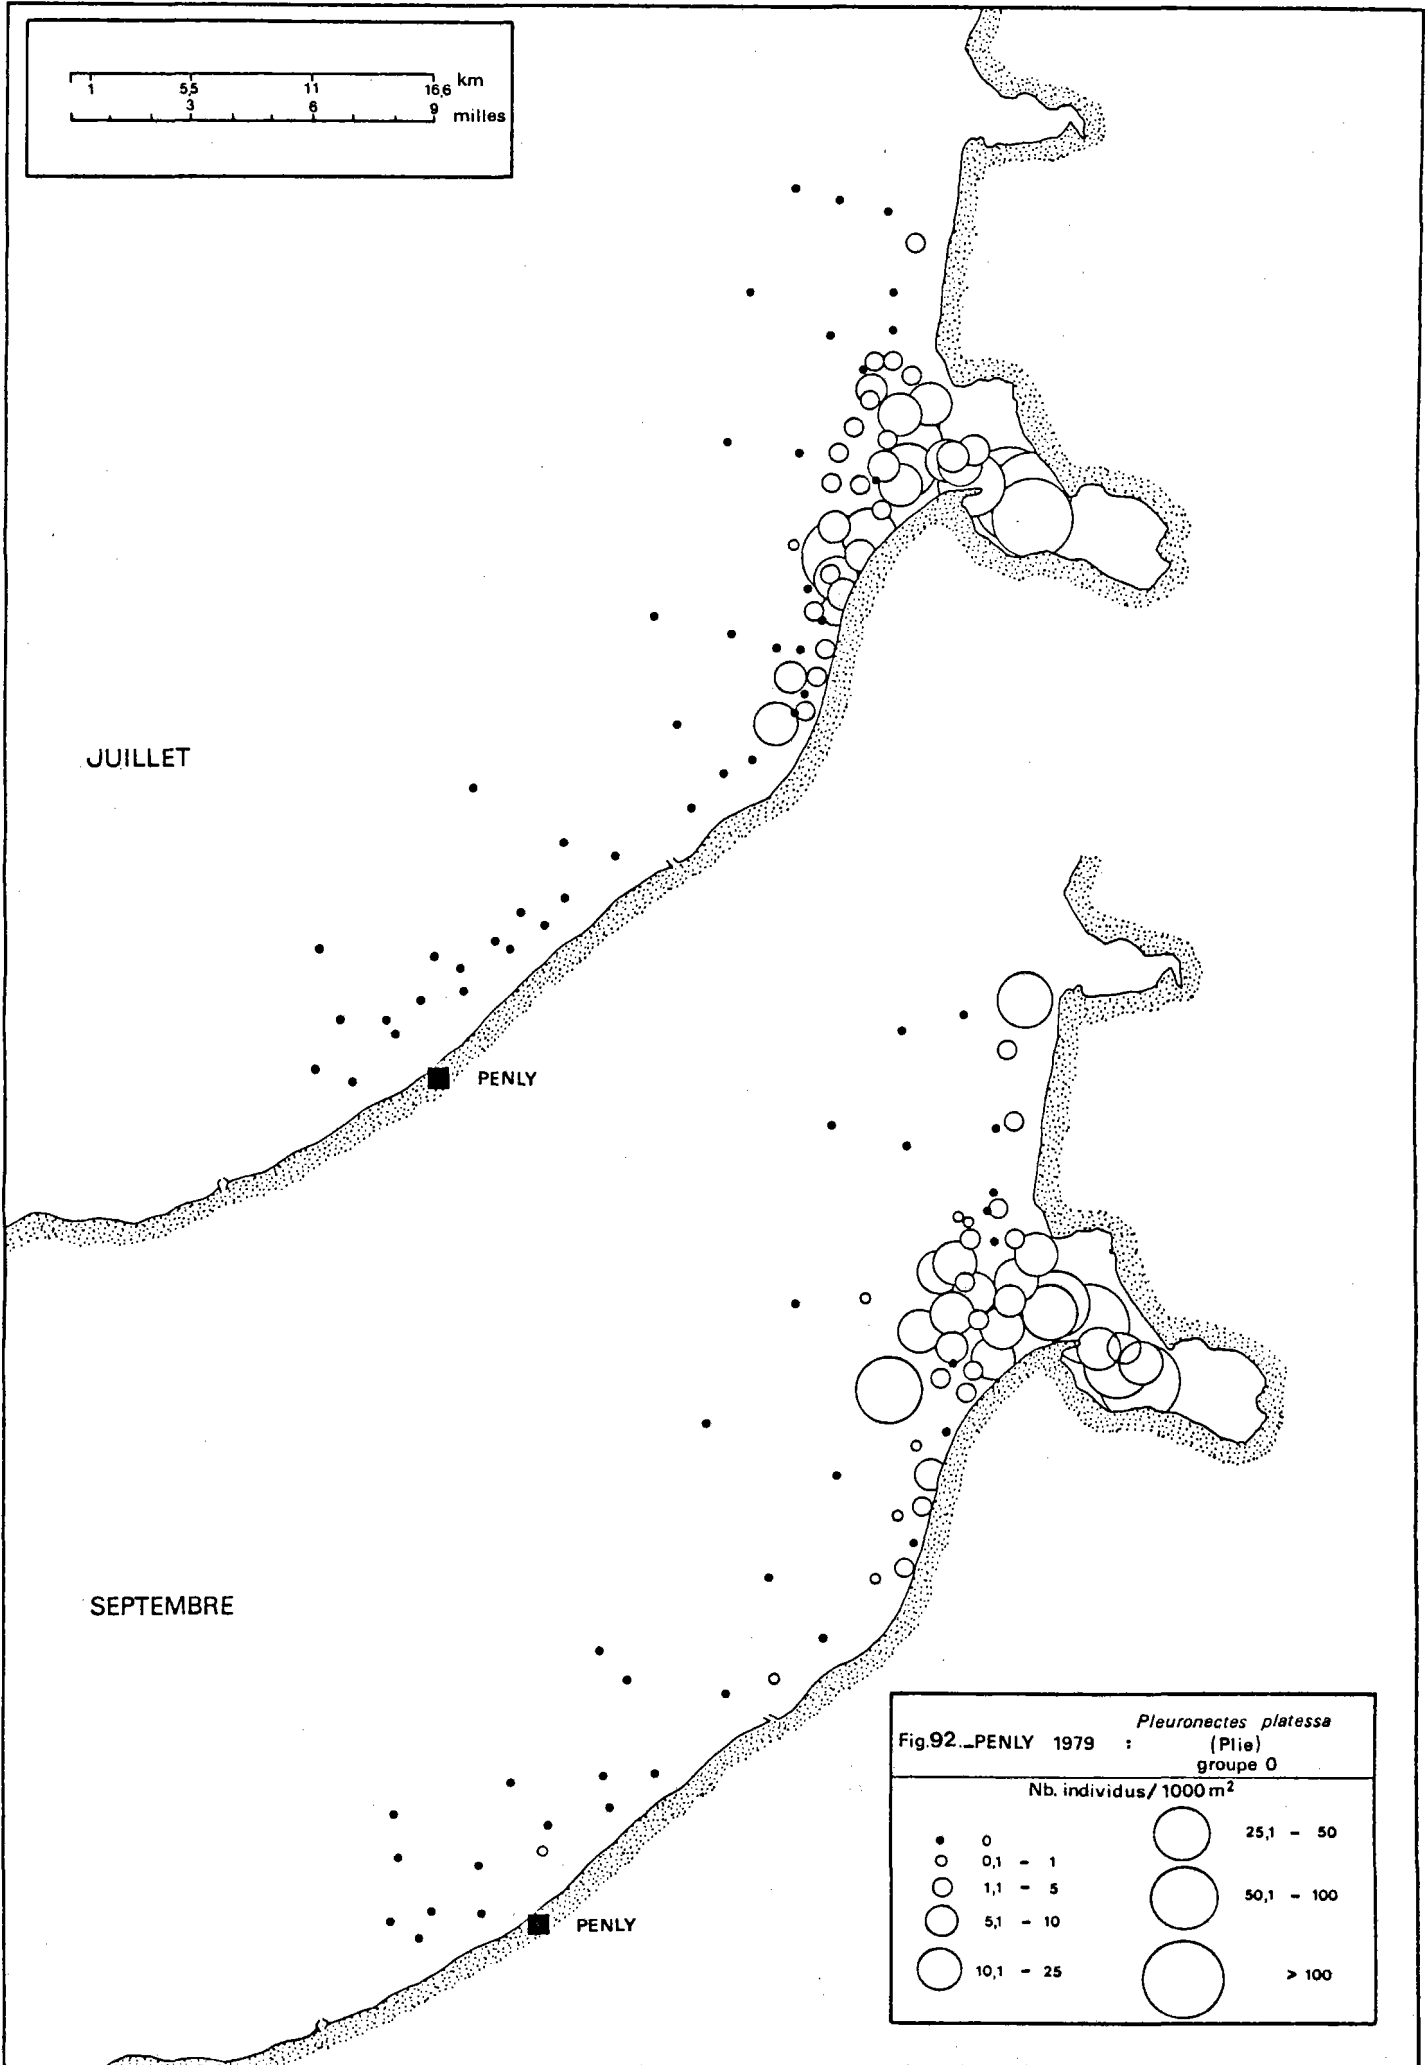 km
1 5,5 11 16,6
3 6 9
milles
JUILLET
PENLY
SEPTEMBRE
PENLY
Fig.92._PENLY 1979 : Pleuronectes platessa
(Plie)
groupe 0
Nb. individus/1000 m²
0
0,1 - 1
1,1 - 5
5,1 - 10
10,1 - 25
25,1 - 50
50,1 - 100
> 100